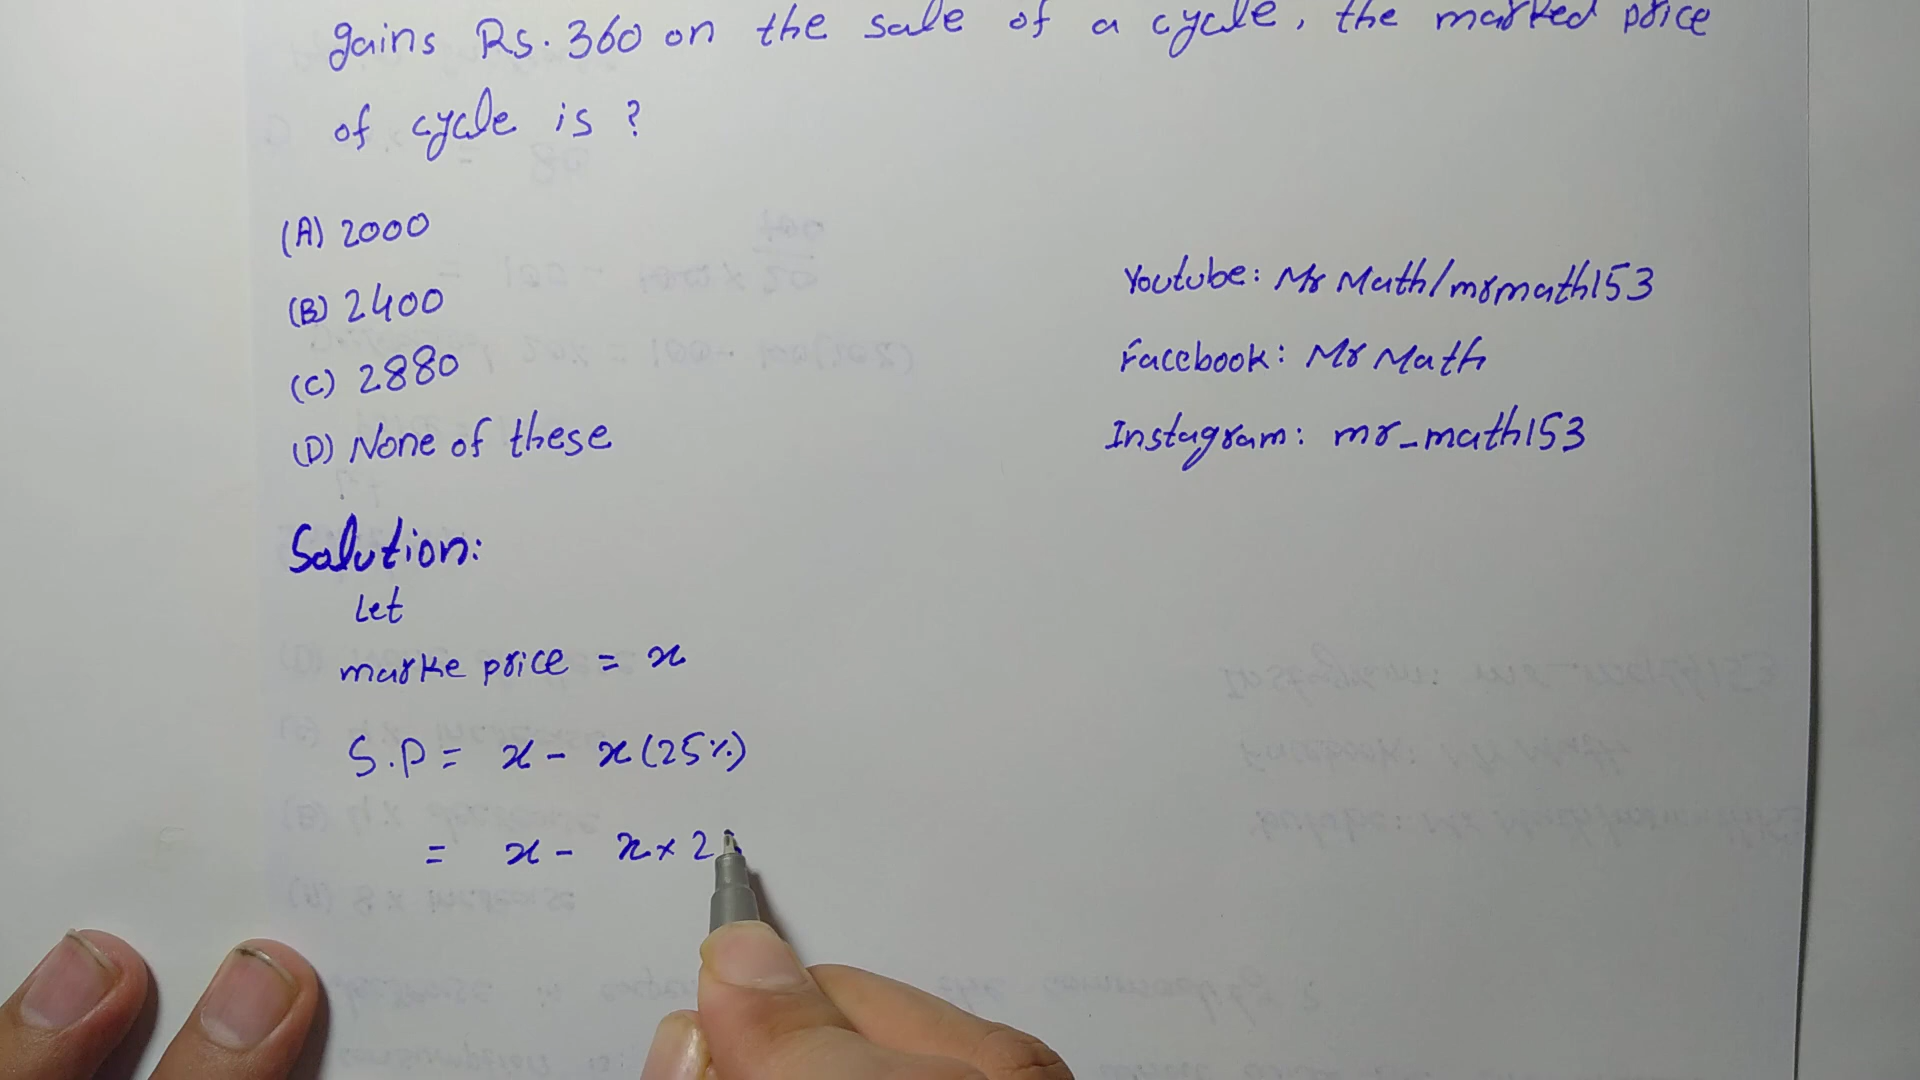 gains Rs. 360 on the sale of a cycle, the marked price
of cycle is ?
(A) 2000
(B) 2400
(C) 2880
(D) None of these
Youtube: Mr Math/mrmath153
Facebook: Mr Math
Instagram: mr_math153
Solution:
Let
marke price = x
S.P = x - x(25%)
= x - x × 2